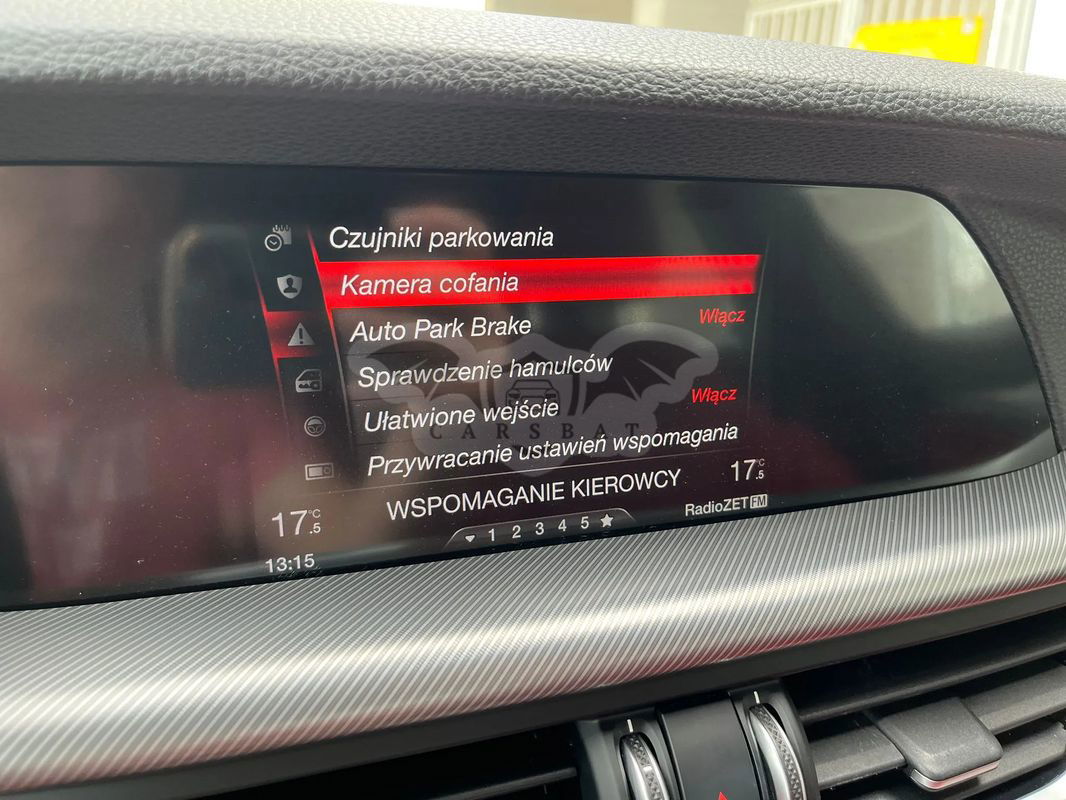 Czujniki parkowania
Kamera cofania
Auto Park Brake Włącz
Sprawdzenie hamulców
Ułatwione wejście Włącz
CARSBAT
Przywracanie ustawień wspomagania
WSPOMAGANIE KIEROWCY
17.5°C
17.5°C
1 2 3 4 5
RadioZET FM
13:15